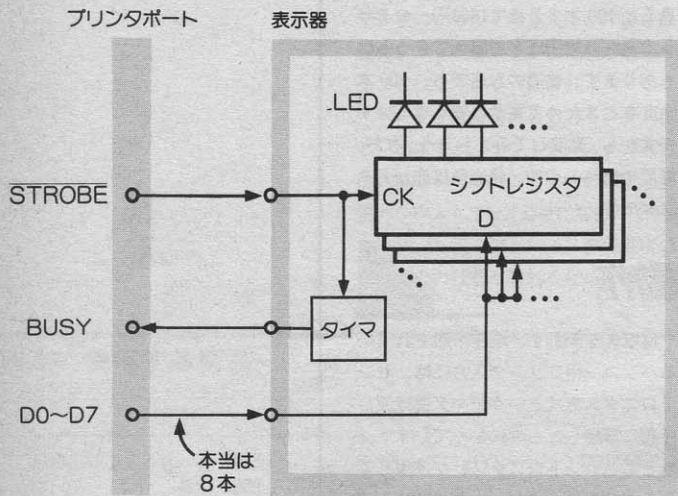 プリンタポート
表示器
LED
シフトレジスタ
CK
D
STROBE
タイマ
BUSY
D0〜D7
本当は
8本